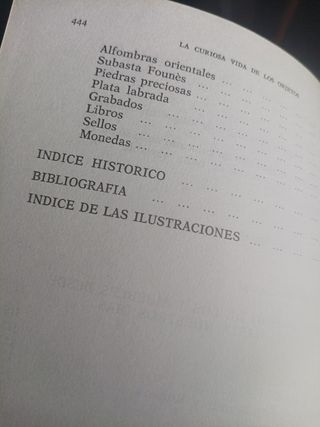 444
LA CURIOSA VIDA DE LOS OBJETOS
Alfombras orientales ... ...
Subasta Founès ... ... ...
Piedras preciosas ... ... ...
Plata labrada ... ... ... ...
Grabados ... ... ... ...
Libros ... ... ... ... ...
Sellos ... ... ... ... ...
Monedas ... ... ... ... ...
INDICE HISTORICO ... ... ... ...
BIBLIOGRAFIA ... ... ... ... ...
INDICE DE LAS ILUSTRACIONES ... ... ...